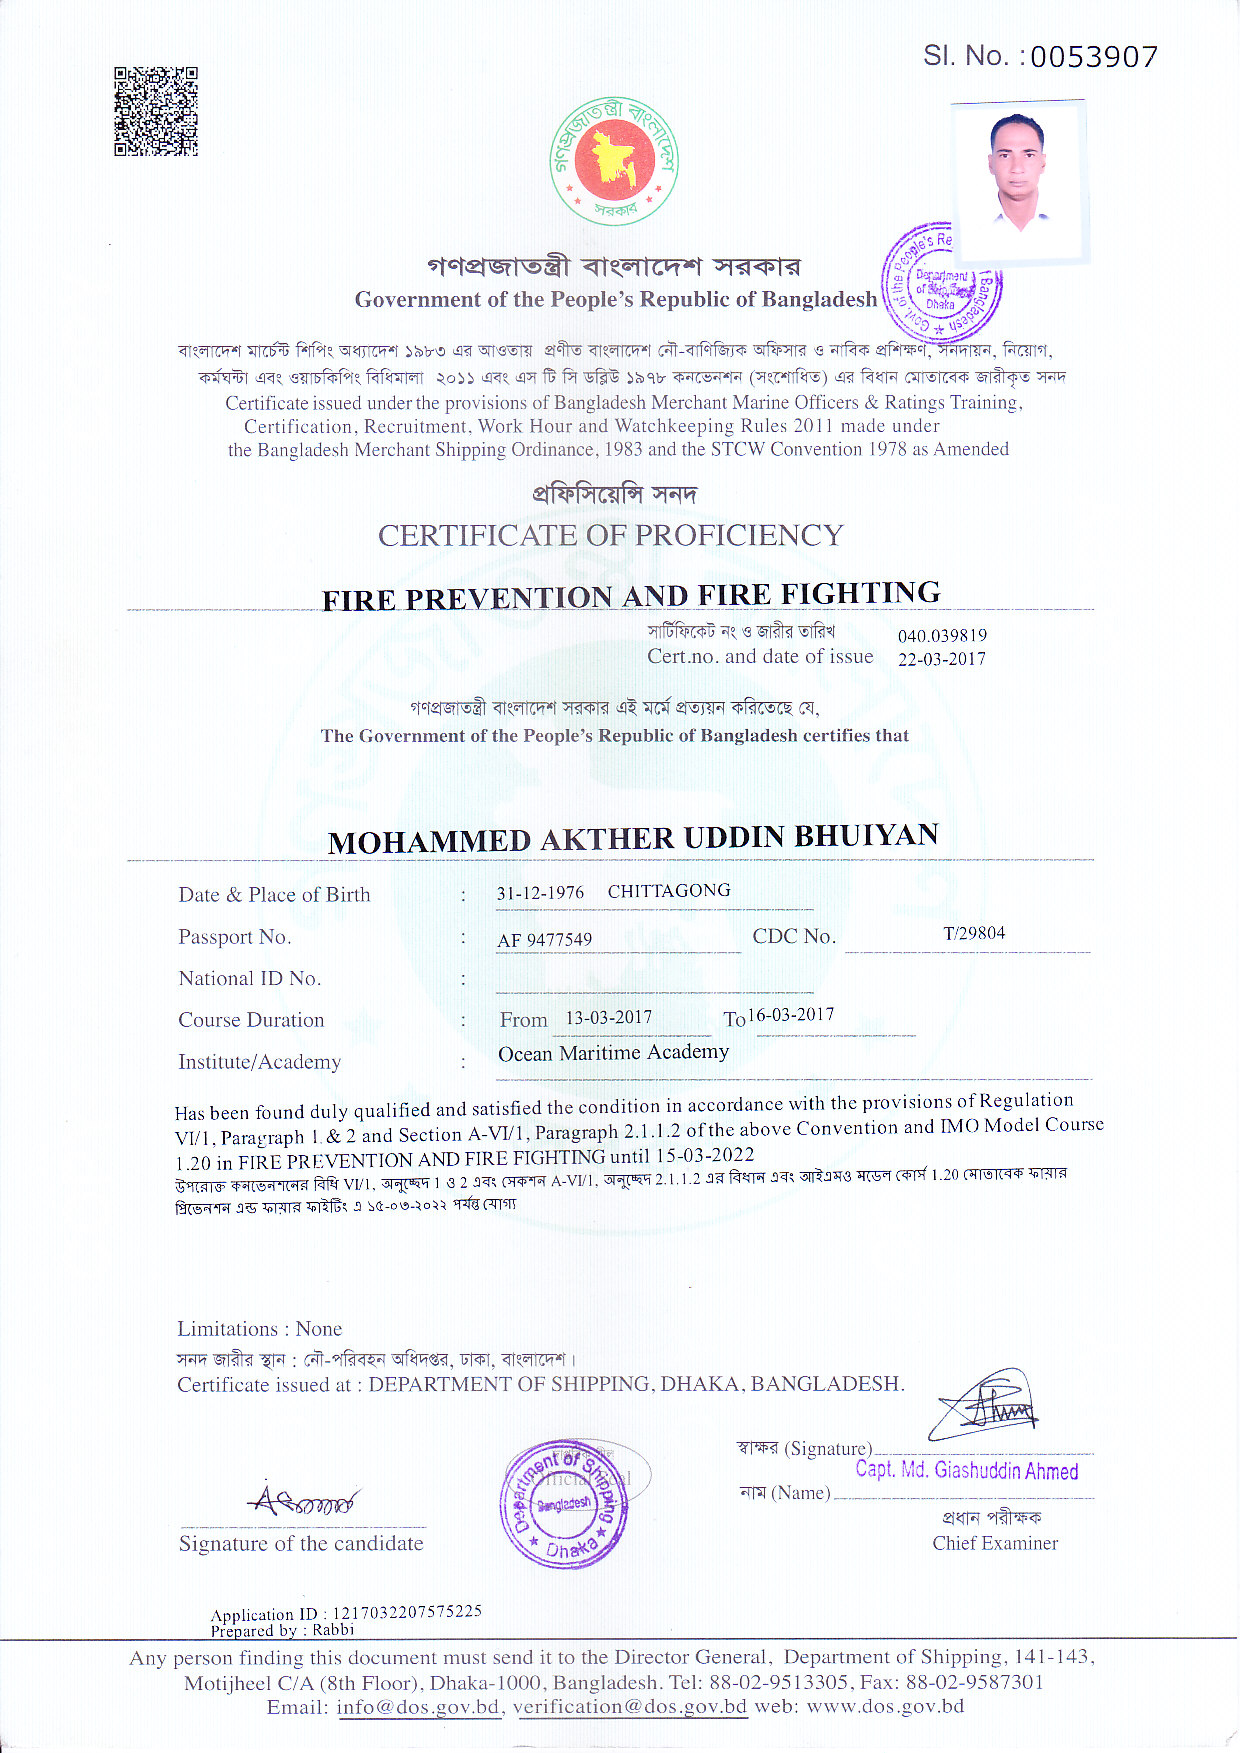 Sl. No. : 0053907
গণপ্রজাতন্ত্রী বাংলাদেশ
সরকার
গণপ্রজাতন্ত্রী বাংলাদেশ সরকার
Government of the People's Republic of Bangladesh
Department
Dhaka
বাংলাদেশ মার্চেন্ট শিপিং অধ্যাদেশ ১৯৮৩ এর আওতায় প্রণীত বাংলাদেশ নৌ-বাণিজ্যিক অফিসার ও নাবিক প্রশিক্ষণ, সনদায়ন, নিয়োগ,
কর্মঘন্টা এবং ওয়াচকিপিং বিধিমালা ২০১১ এবং এস টি সি ডব্লিউ ১৯৭৮ কনভেনশন (সংশোধিত) এর বিধান মোতাবেক জারীকৃত সনদ
Certificate issued under the provisions of Bangladesh Merchant Marine Officers & Ratings Training,
Certification, Recruitment, Work Hour and Watchkeeping Rules 2011 made under
the Bangladesh Merchant Shipping Ordinance, 1983 and the STCW Convention 1978 as Amended
প্রফিসিয়েন্সি সনদ
CERTIFICATE OF PROFICIENCY
FIRE PREVENTION AND FIRE FIGHTING
সার্টিফিকেট নং ও জারীর তারিখ 040.039819
Cert.no. and date of issue 22-03-2017
গণপ্রজাতন্ত্রী বাংলাদেশ সরকার এই মর্মে প্রত্যয়ন করিতেছে যে,
The Government of the People's Republic of Bangladesh certifies that
MOHAMMED AKTHER UDDIN BHUIYAN
Date & Place of Birth : 31-12-1976 CHITTAGONG
Passport No. : AF 9477549 CDC No. T/29804
National ID No. :
Course Duration : From 13-03-2017 To 16-03-2017
Institute/Academy : Ocean Maritime Academy
Has been found duly qualified and satisfied the condition in accordance with the provisions of Regulation
VI/1, Paragraph 1 & 2 and Section A-VI/1, Paragraph 2.1.1.2 of the above Convention and IMO Model Course
1.20 in FIRE PREVENTION AND FIRE FIGHTING until 15-03-2022
উপরোক্ত কনভেনশনের বিধি VI/1, অনুচ্ছেদ 1 ও 2 এবং সেকশন A-VI/1, অনুচ্ছেদ 2.1.1.2 এর বিধান এবং আইএমও মডেল কোর্স 1.20 মোতাবেক ফায়ার
প্রিভেনশন এন্ড ফায়ার ফাইটিং এ ১৫-০৩-২০২২ পর্যন্ত যোগ্য
Limitations : None
সনদ জারীর স্থান : নৌ-পরিবহন অধিদপ্তর, ঢাকা, বাংলাদেশ।
Certificate issued at : DEPARTMENT OF SHIPPING, DHAKA, BANGLADESH.
স্বাক্ষর (Signature)
Capt. Md. Giashuddin Ahmed
নাম (Name)
Department of Shipping
Bangladesh
Dhaka
প্রধান পরীক্ষক
Signature of the candidate
Chief Examiner
Application ID : 1217032207575225
Prepared by : Rabbi
Any person finding this document must send it to the Director General, Department of Shipping, 141-143,
Motijheel C/A (8th Floor), Dhaka-1000, Bangladesh. Tel: 88-02-9513305, Fax: 88-02-9587301
Email: info@dos.gov.bd, verification@dos.gov.bd web: www.dos.gov.bd